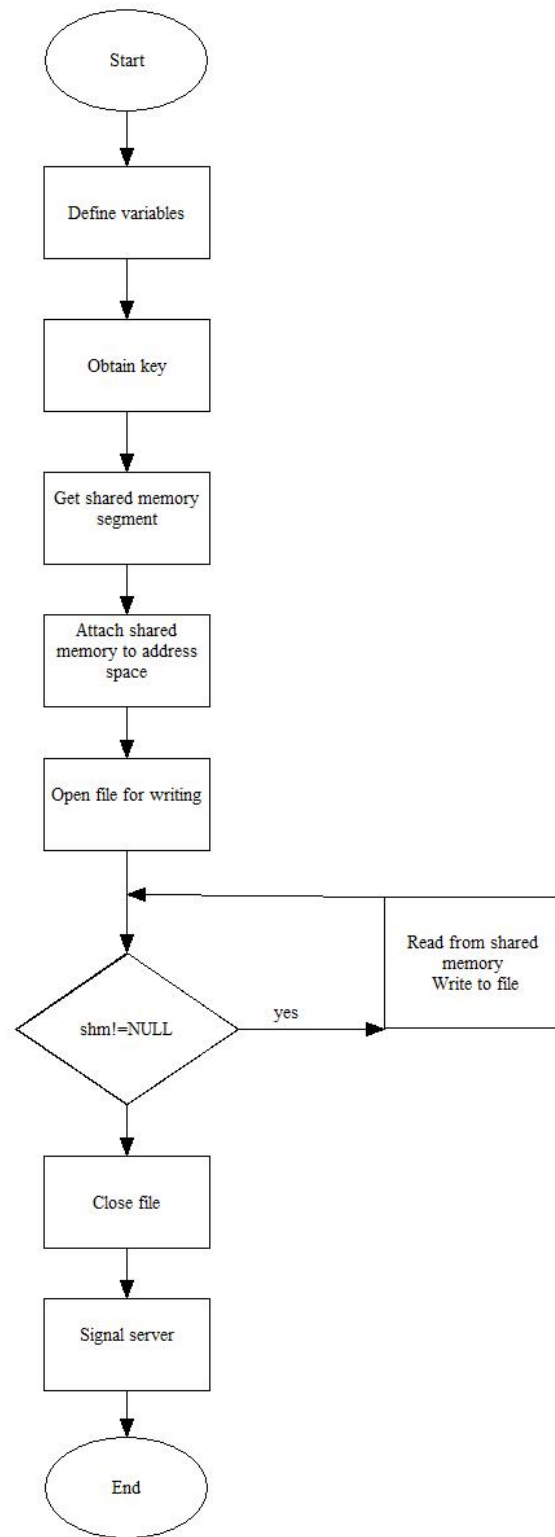 Start
Define variables
Obtain key
Get shared memory
segment
Attach shared
memory to address
space
Open file for writing
shm!=NULL
yes
Read from shared
memory
Write to file
Close file
Signal server
End